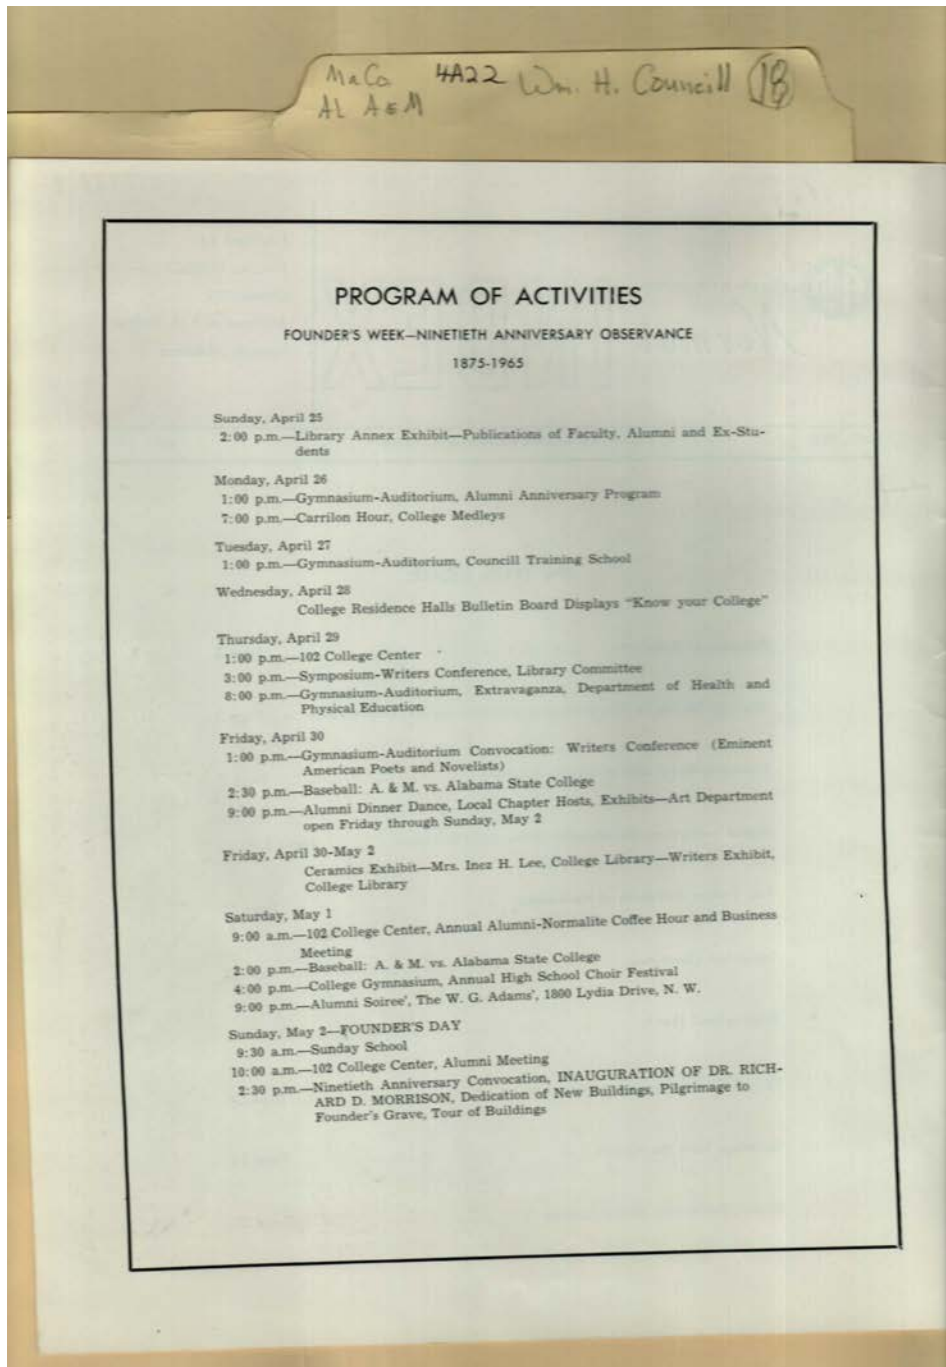 MaCo 4A22 Wm. H. Councill 18
AL A&M
PROGRAM OF ACTIVITIES
FOUNDER'S WEEK—NINETIETH ANNIVERSARY OBSERVANCE
1875-1965
Sunday, April 25
2:00 p.m.—Library Annex Exhibit—Publications of Faculty, Alumni and Ex-Stu-
dents
Monday, April 26
1:00 p.m.—Gymnasium-Auditorium, Alumni Anniversary Program
7:00 p.m.—Carrilon Hour, College Medleys
Tuesday, April 27
1:00 p.m.—Gymnasium-Auditorium, Councill Training School
Wednesday, April 28
College Residence Halls Bulletin Board Displays "Know your College"
Thursday, April 29
1:00 p.m.—102 College Center
3:00 p.m.—Symposium-Writers Conference, Library Committee
8:00 p.m.—Gymnasium-Auditorium, Extravaganza, Department of Health and
Physical Education
Friday, April 30
1:00 p.m.—Gymnasium-Auditorium Convocation: Writers Conference (Eminent
American Poets and Novelists)
2:30 p.m.—Baseball: A. & M. vs. Alabama State College
9:00 p.m.—Alumni Dinner Dance, Local Chapter Hosts, Exhibits—Art Department
open Friday through Sunday, May 2
Friday, April 30-May 2
Ceramics Exhibit—Mrs. Inez H. Lee, College Library—Writers Exhibit,
College Library
Saturday, May 1
9:00 a.m.—102 College Center, Annual Alumni-Normalite Coffee Hour and Business
Meeting
2:00 p.m.—Baseball: A. & M. vs. Alabama State College
4:00 p.m.—College Gymnasium, Annual High School Choir Festival
9:00 p.m.—Alumni Soiree', The W. G. Adams', 1800 Lydia Drive, N. W.
Sunday, May 2—FOUNDER'S DAY
9:30 a.m.—Sunday School
10:00 a.m.—102 College Center, Alumni Meeting
2:30 p.m.—Ninetieth Anniversary Convocation, INAUGURATION OF DR. RICH-
ARD D. MORRISON, Dedication of New Buildings, Pilgrimage to
Founder's Grave, Tour of Buildings